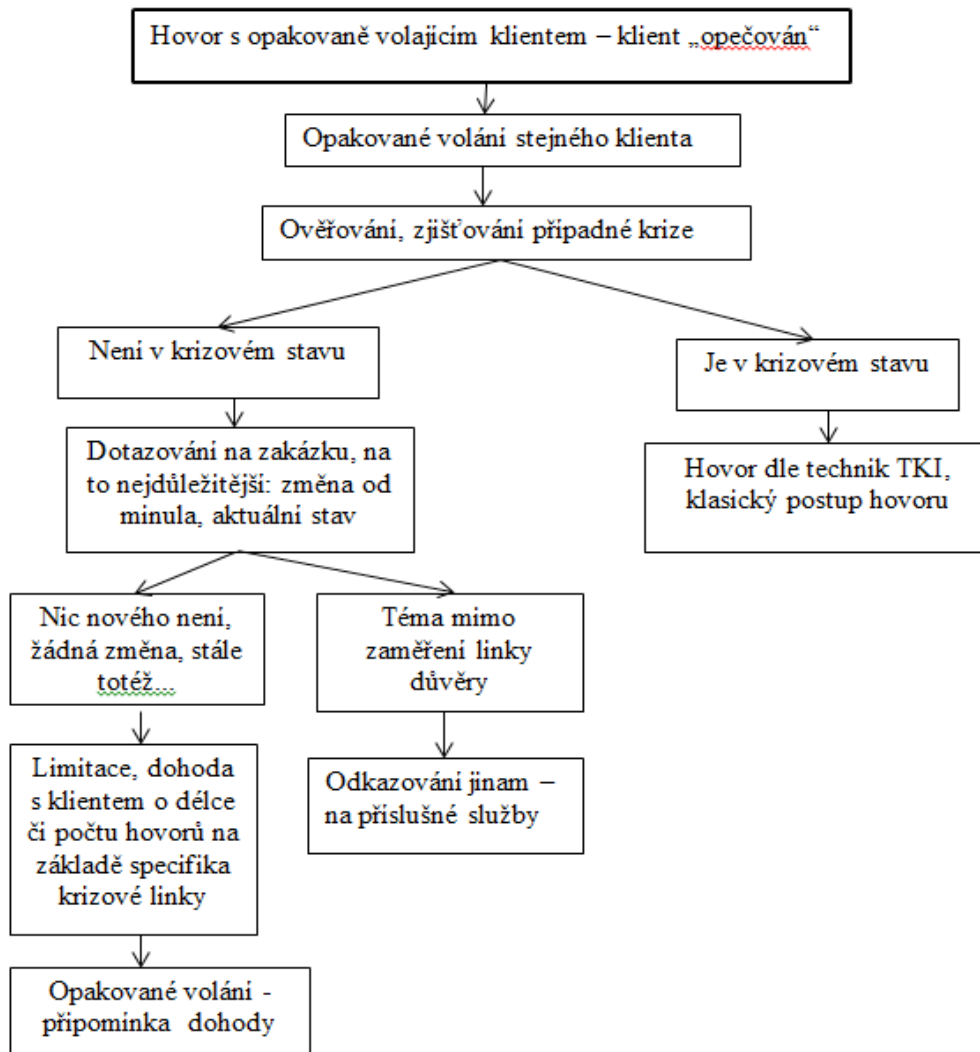 Hovor s opakovaně volajícím klientem – klient „opečován“
Opakované volání stejného klienta
Ověřování, zjišťování případné krize
Není v krizovém stavu
Je v krizovém stavu
Dotazování na zakázku, na
to nejdůležitější: změna od
minula, aktuální stav
Hovor dle technik TKI,
klasický postup hovoru
Nic nového není,
žádná změna, stále
totéž...
Téma mimo
zaměření linky
důvěry
Limitace, dohoda
s klientem o délce
či počtu hovorů na
základě specifika
krizové linky
Odkazování jinam –
na příslušné služby
Opakované volání -
připomínka dohody